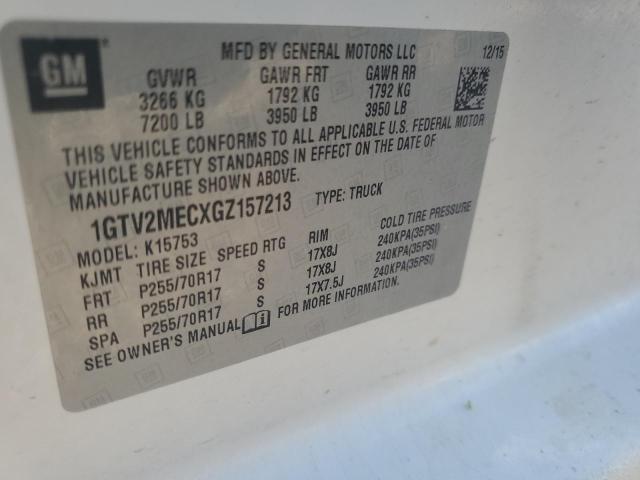 GM
MFD BY GENERAL MOTORS LLC 12/15
GVWR GAWR FRT GAWR RR
3266 KG 1792 KG 1792 KG
7200 LB 3950 LB 3950 LB
THIS VEHICLE CONFORMS TO ALL APPLICABLE U.S. FEDERAL MOTOR
VEHICLE SAFETY STANDARDS IN EFFECT ON THE DATE OF
MANUFACTURE SHOWN ABOVE.
1GTV2MECXGZ157213 TYPE: TRUCK
MODEL: K15753
KJMT TIRE SIZE SPEED RTG RIM COLD TIRE PRESSURE
FRT P255/70R17 S 17X8J 240KPA(35PSI)
RR P255/70R17 S 17X8J 240KPA(35PSI)
SPA P255/70R17 S 17X7.5J 240KPA(35PSI)
SEE OWNER'S MANUAL FOR MORE INFORMATION.